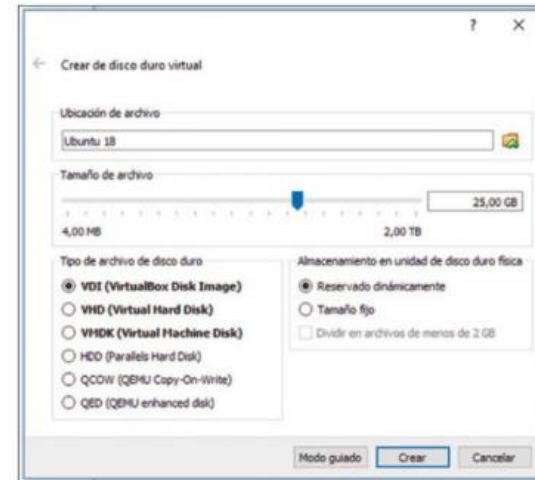 ?
×
← Crear de disco duro virtual
Ubicación de archivo
Ubuntu 18
Tamaño de archivo
25,00 GB
4,00 MB 2,00 TB
Tipo de archivo de disco duro
VDI (VirtualBox Disk Image)
VHD (Virtual Hard Disk)
VMDK (Virtual Machine Disk)
HDD (Parallels Hard Disk)
QCOW (QEMU Copy-On-Write)
QED (QEMU enhanced disk)
Almacenamiento en unidad de disco duro física
Reservado dinámicamente
Tamaño fijo
Dividir en archivos de menos de 2 GB
Modo guiado Crear Cancelar